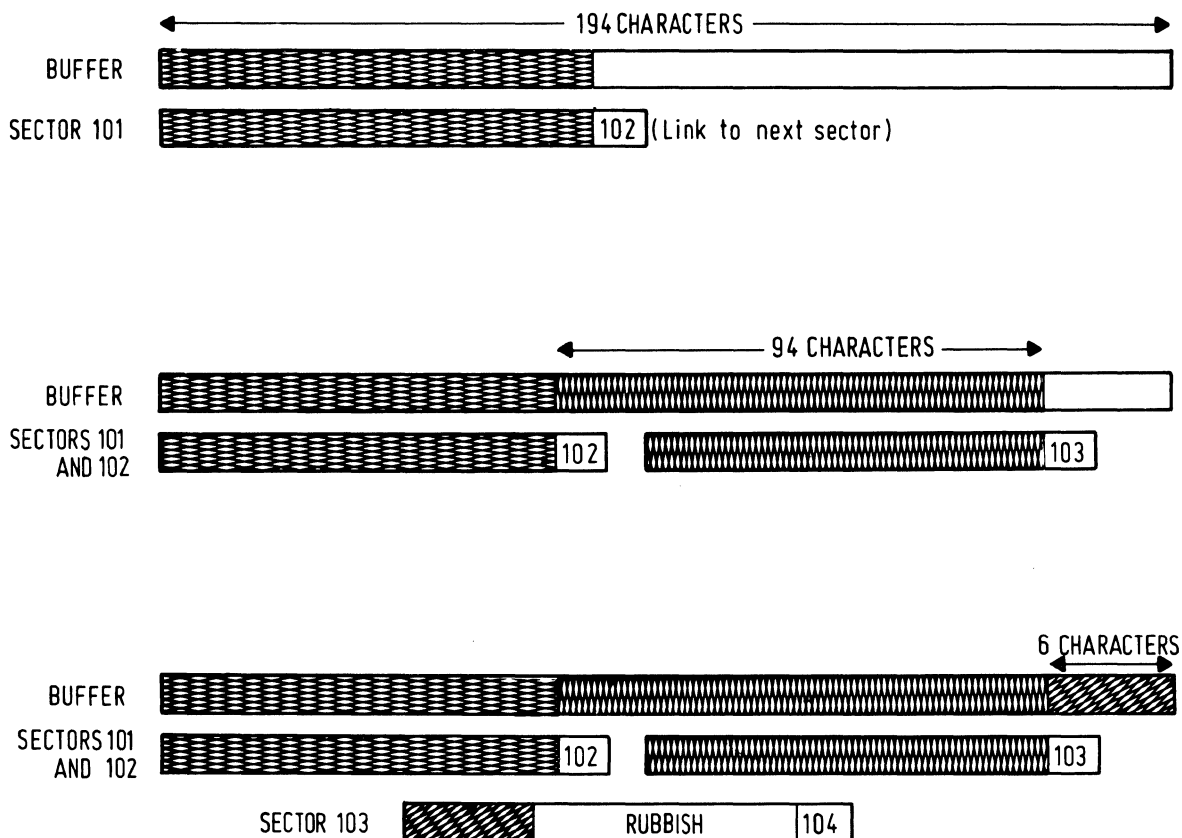 194 CHARACTERS
BUFFER
SECTOR 101
102 (Link to next sector)
94 CHARACTERS
BUFFER
SECTORS 101
AND 102
102
103
6 CHARACTERS
BUFFER
SECTORS 101
AND 102
102
103
SECTOR 103
RUBBISH
104